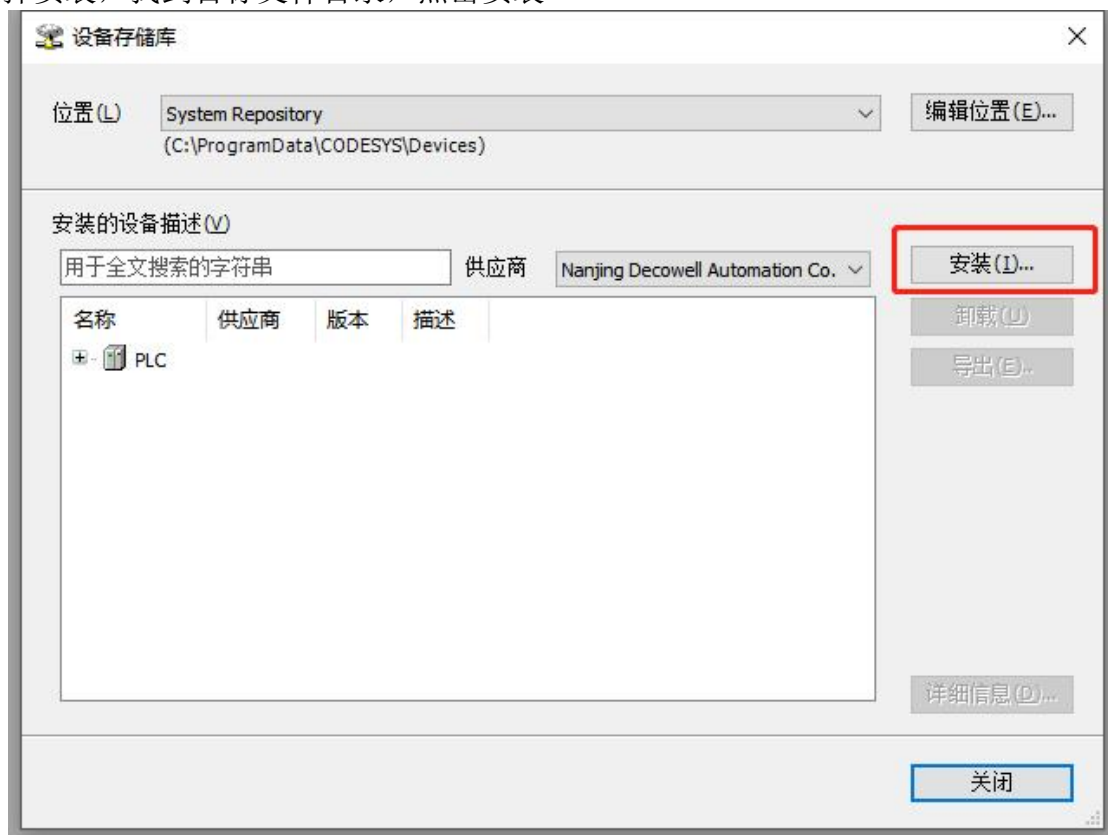 设备存储库
位置(L) System Repository 编辑位置(E)...
(C:\ProgramData\CODESYS\Devices)
安装的设备描述(V)
用于全文搜索的字符串 供应商 Nanjing Decowell Automation Co. 安装(I)...
名称 供应商 版本 描述 卸载(U)
PLC 导出(E)..
详细信息(D)...
关闭